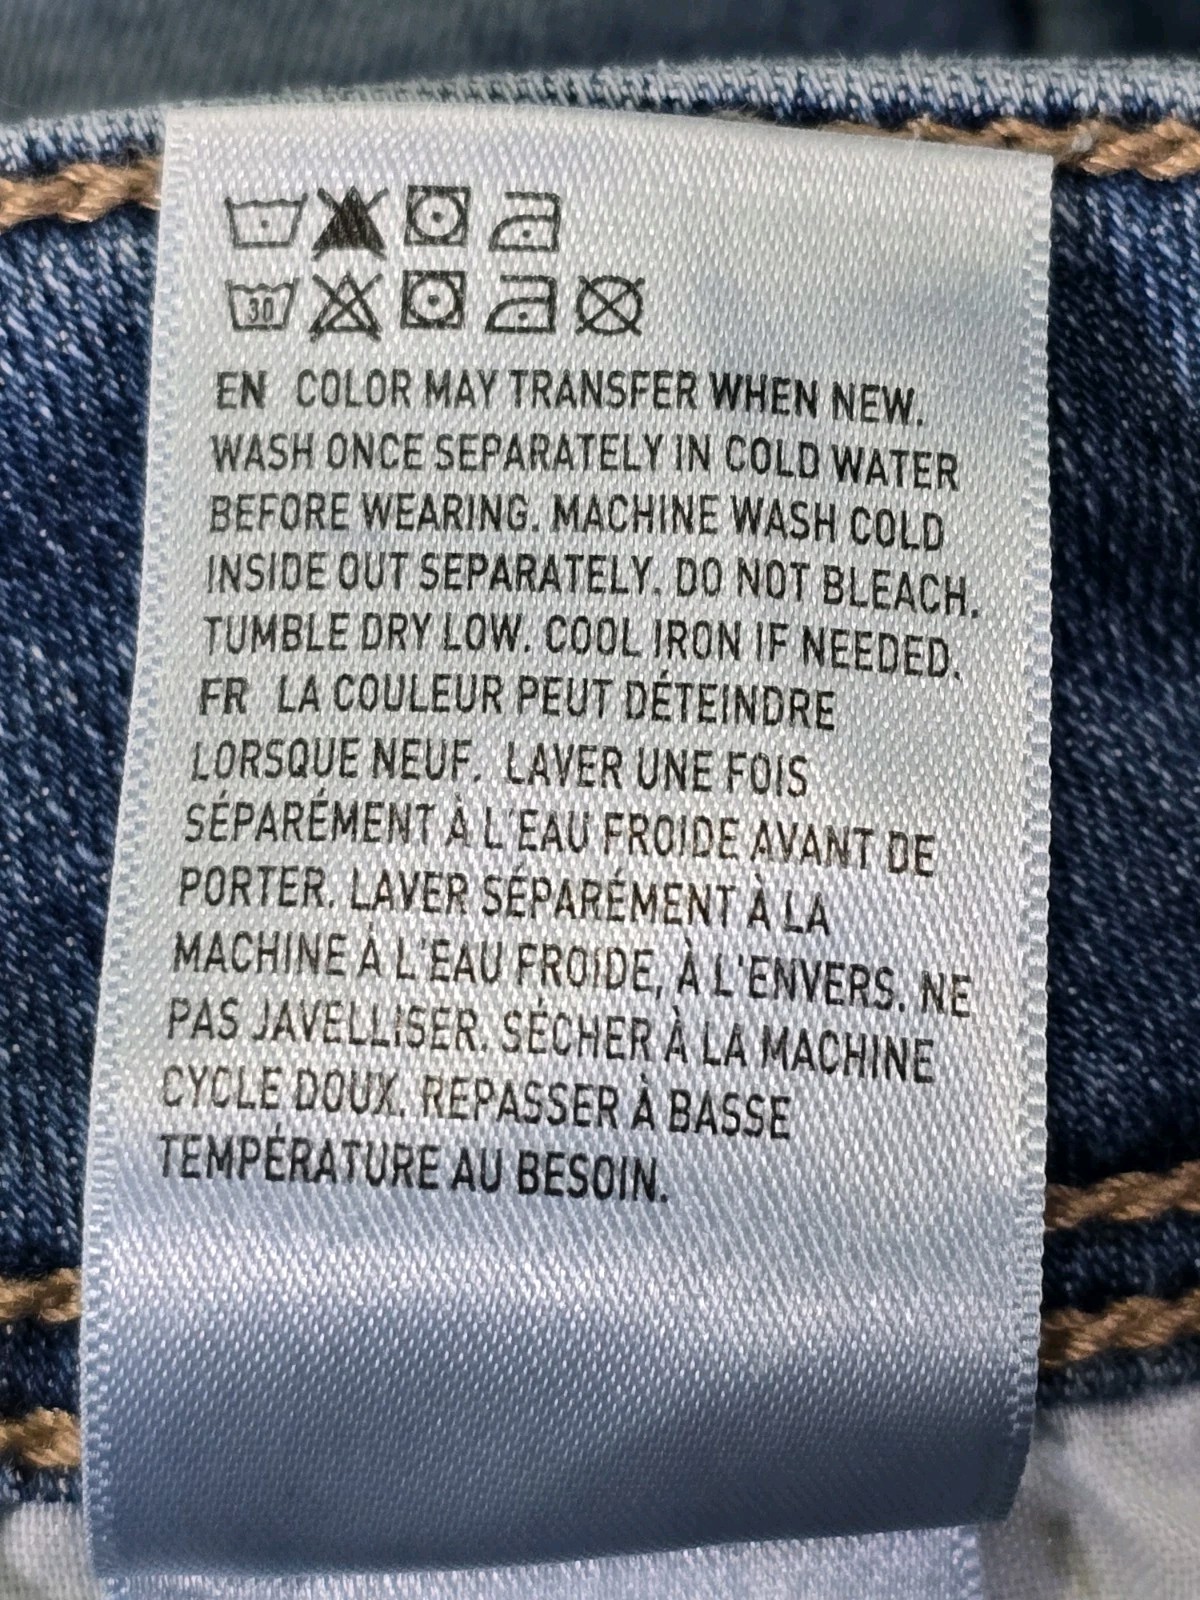 30
EN COLOR MAY TRANSFER WHEN NEW.
WASH ONCE SEPARATELY IN COLD WATER
BEFORE WEARING. MACHINE WASH COLD
INSIDE OUT SEPARATELY. DO NOT BLEACH.
TUMBLE DRY LOW. COOL IRON IF NEEDED.
FR LA COULEUR PEUT DÉTEINDRE
LORSQUE NEUF. LAVER UNE FOIS
SÉPARÉMENT À L'EAU FROIDE AVANT DE
PORTER. LAVER SÉPARÉMENT À LA
MACHINE À L'EAU FROIDE, À L'ENVERS. NE
PAS JAVELLISER. SÉCHER À LA MACHINE
CYCLE DOUX. REPASSER À BASSE
TEMPÉRATURE AU BESOIN.